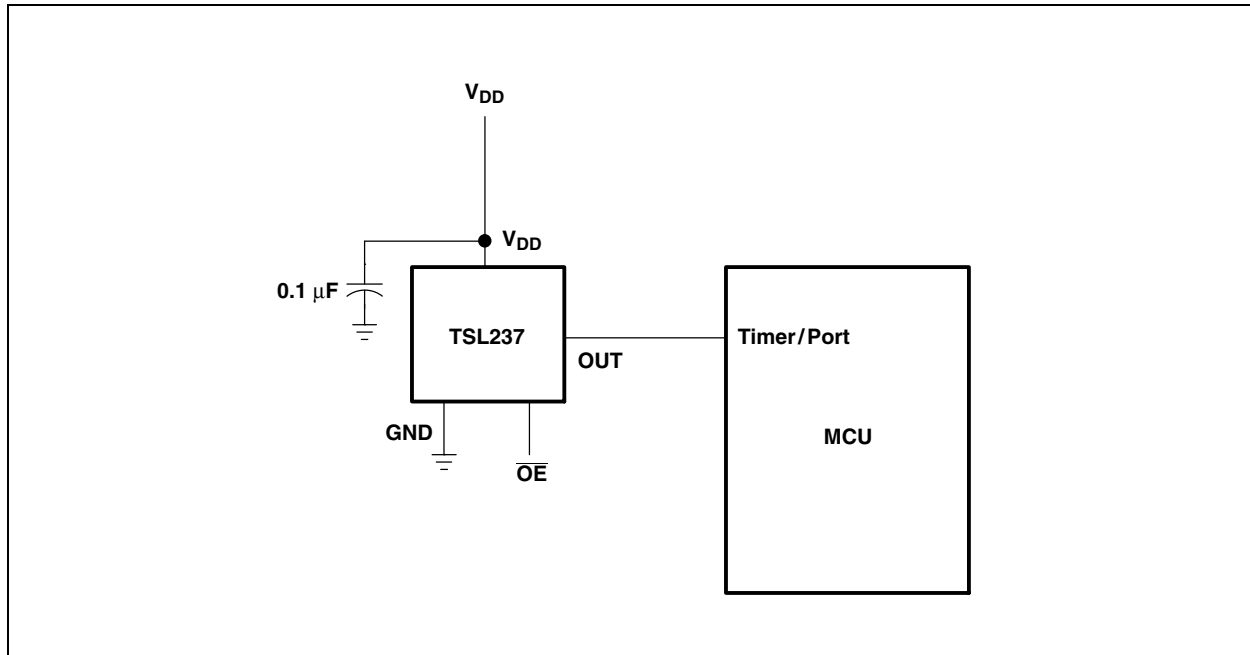 VDD
VDD
0.1 μF
TSL237
OUT
Timer/Port
GND
OE
MCU